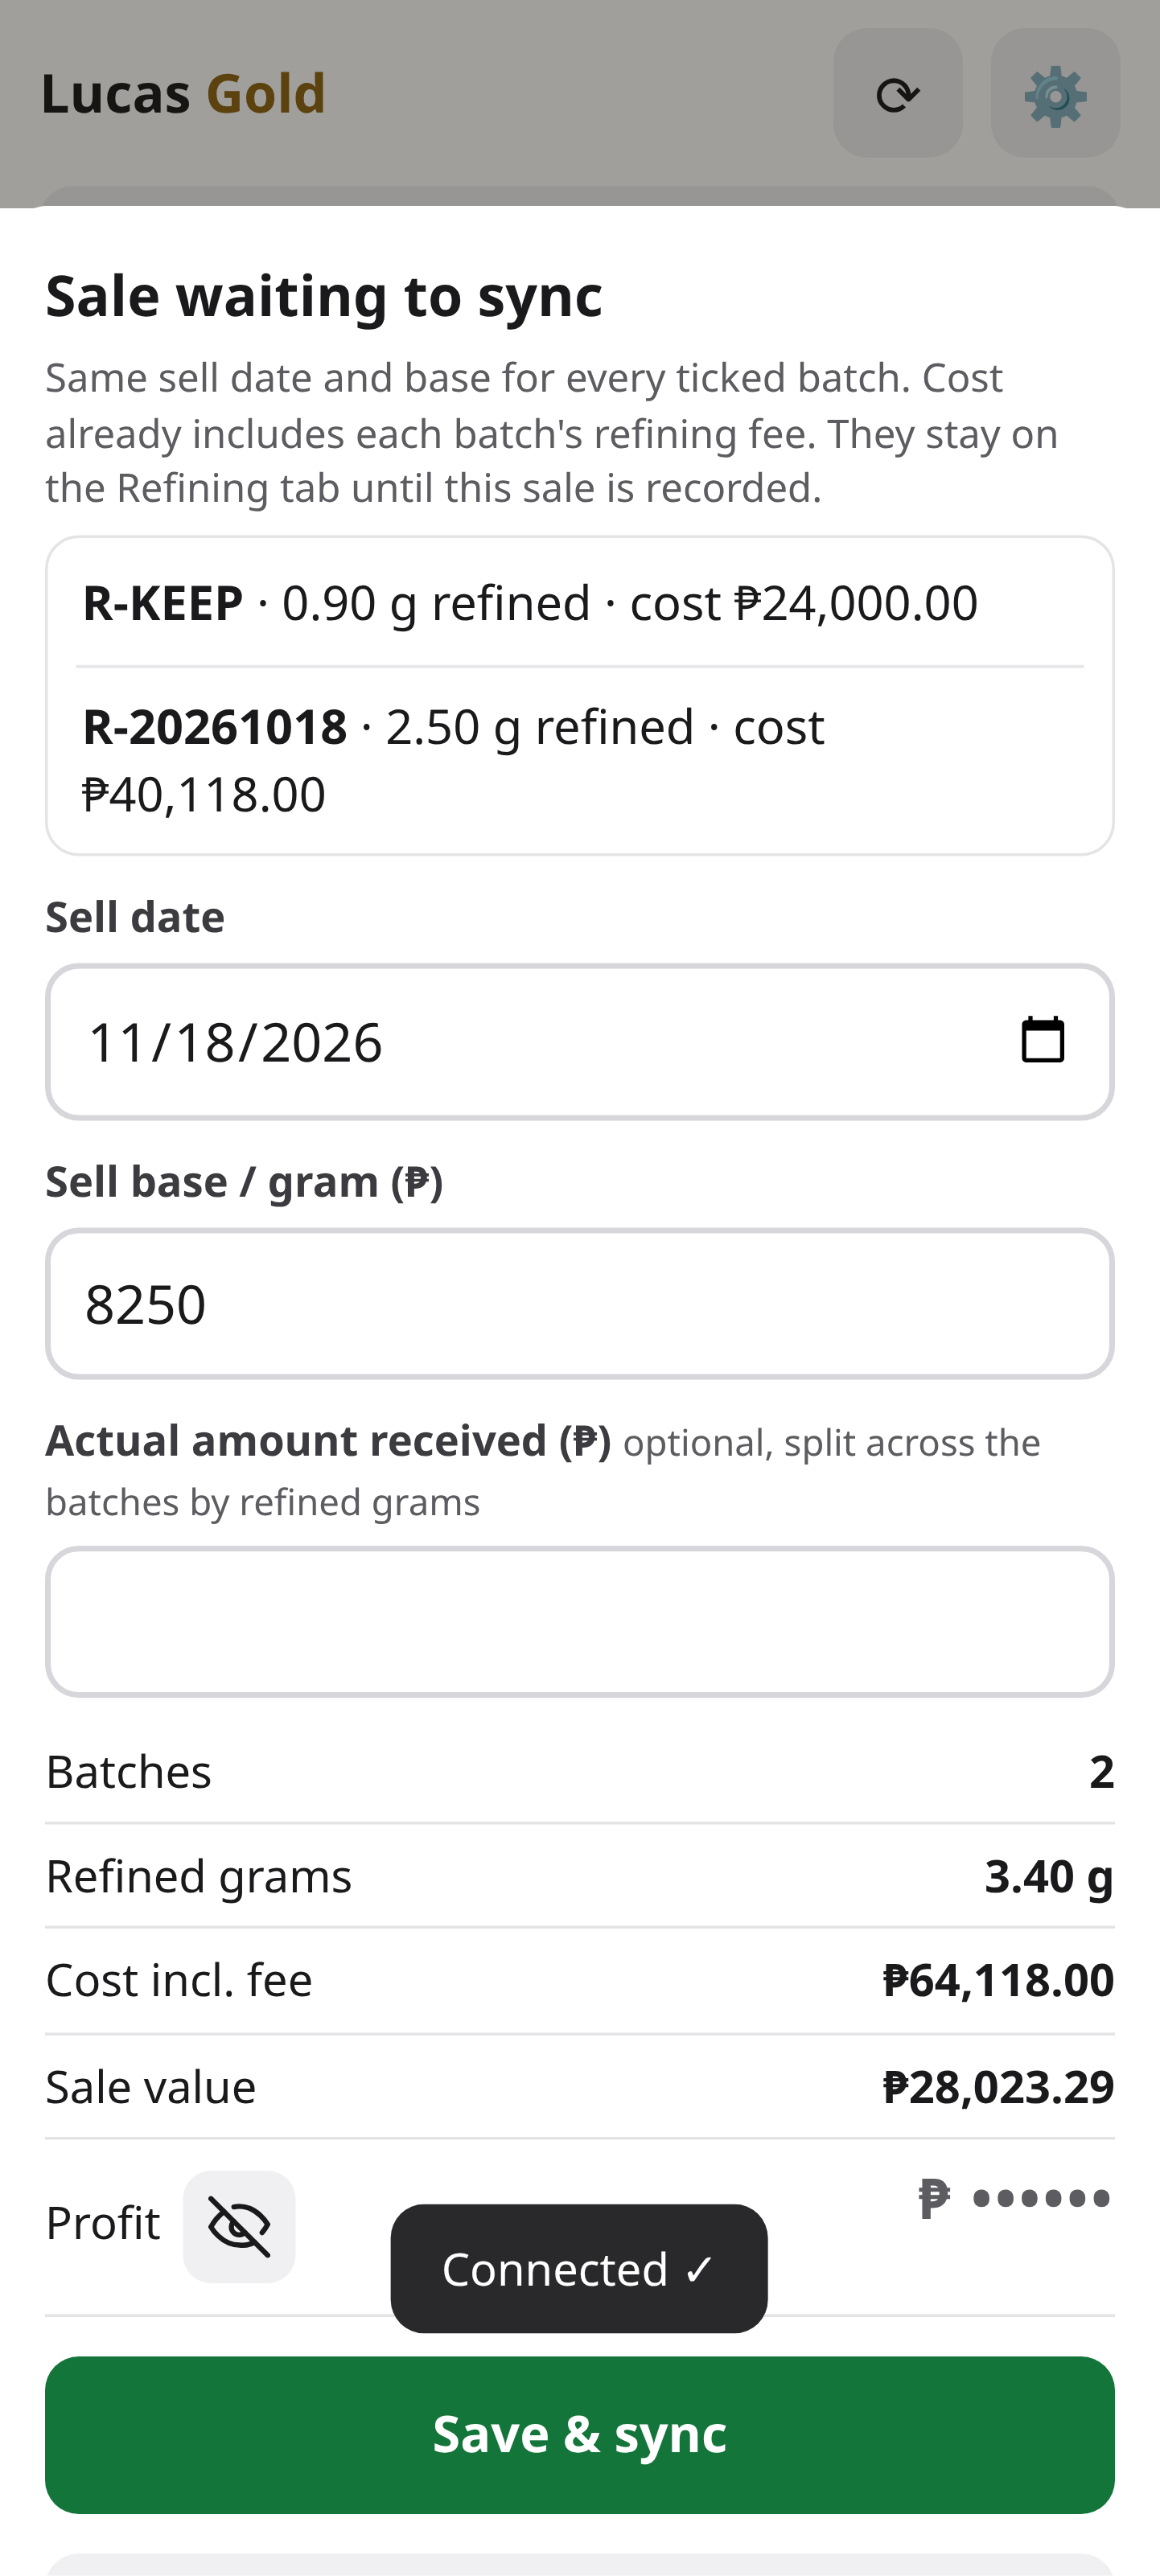 Lucas Gold
Sale waiting to sync
Same sell date and base for every ticked batch. Cost
already includes each batch's refining fee. They stay on
the Refining tab until this sale is recorded.
R-KEEP · 0.90 g refined · cost ₱24,000.00
R-20261018 · 2.50 g refined · cost
₱40,118.00
Sell date
11/18/2026
Sell base / gram (₱)
8250
Actual amount received (₱) optional, split across the
batches by refined grams
Batches 2
Refined grams 3.40 g
Cost incl. fee ₱64,118.00
Sale value ₱28,023.29
Profit ₱ ••••••
Connected ✓
Save & sync